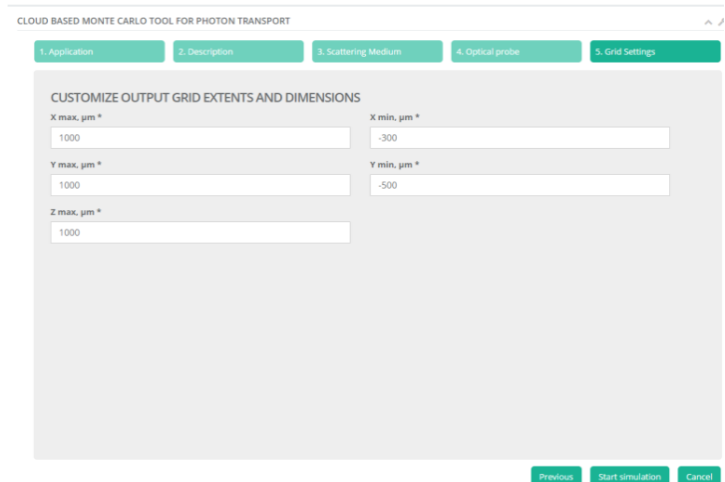 CLOUD BASED MONTE CARLO TOOL FOR PHOTON TRANSPORT
1. Application 2. Description 3. Scattering Medium 4. Optical probe 5. Grid Settings
CUSTOMIZE OUTPUT GRID EXTENTS AND DIMENSIONS
X max, μm * X min, μm *
1000 -300
Y max, μm * Y min, μm *
1000 -500
Z max, μm *
1000
Previous Start simulation Cancel